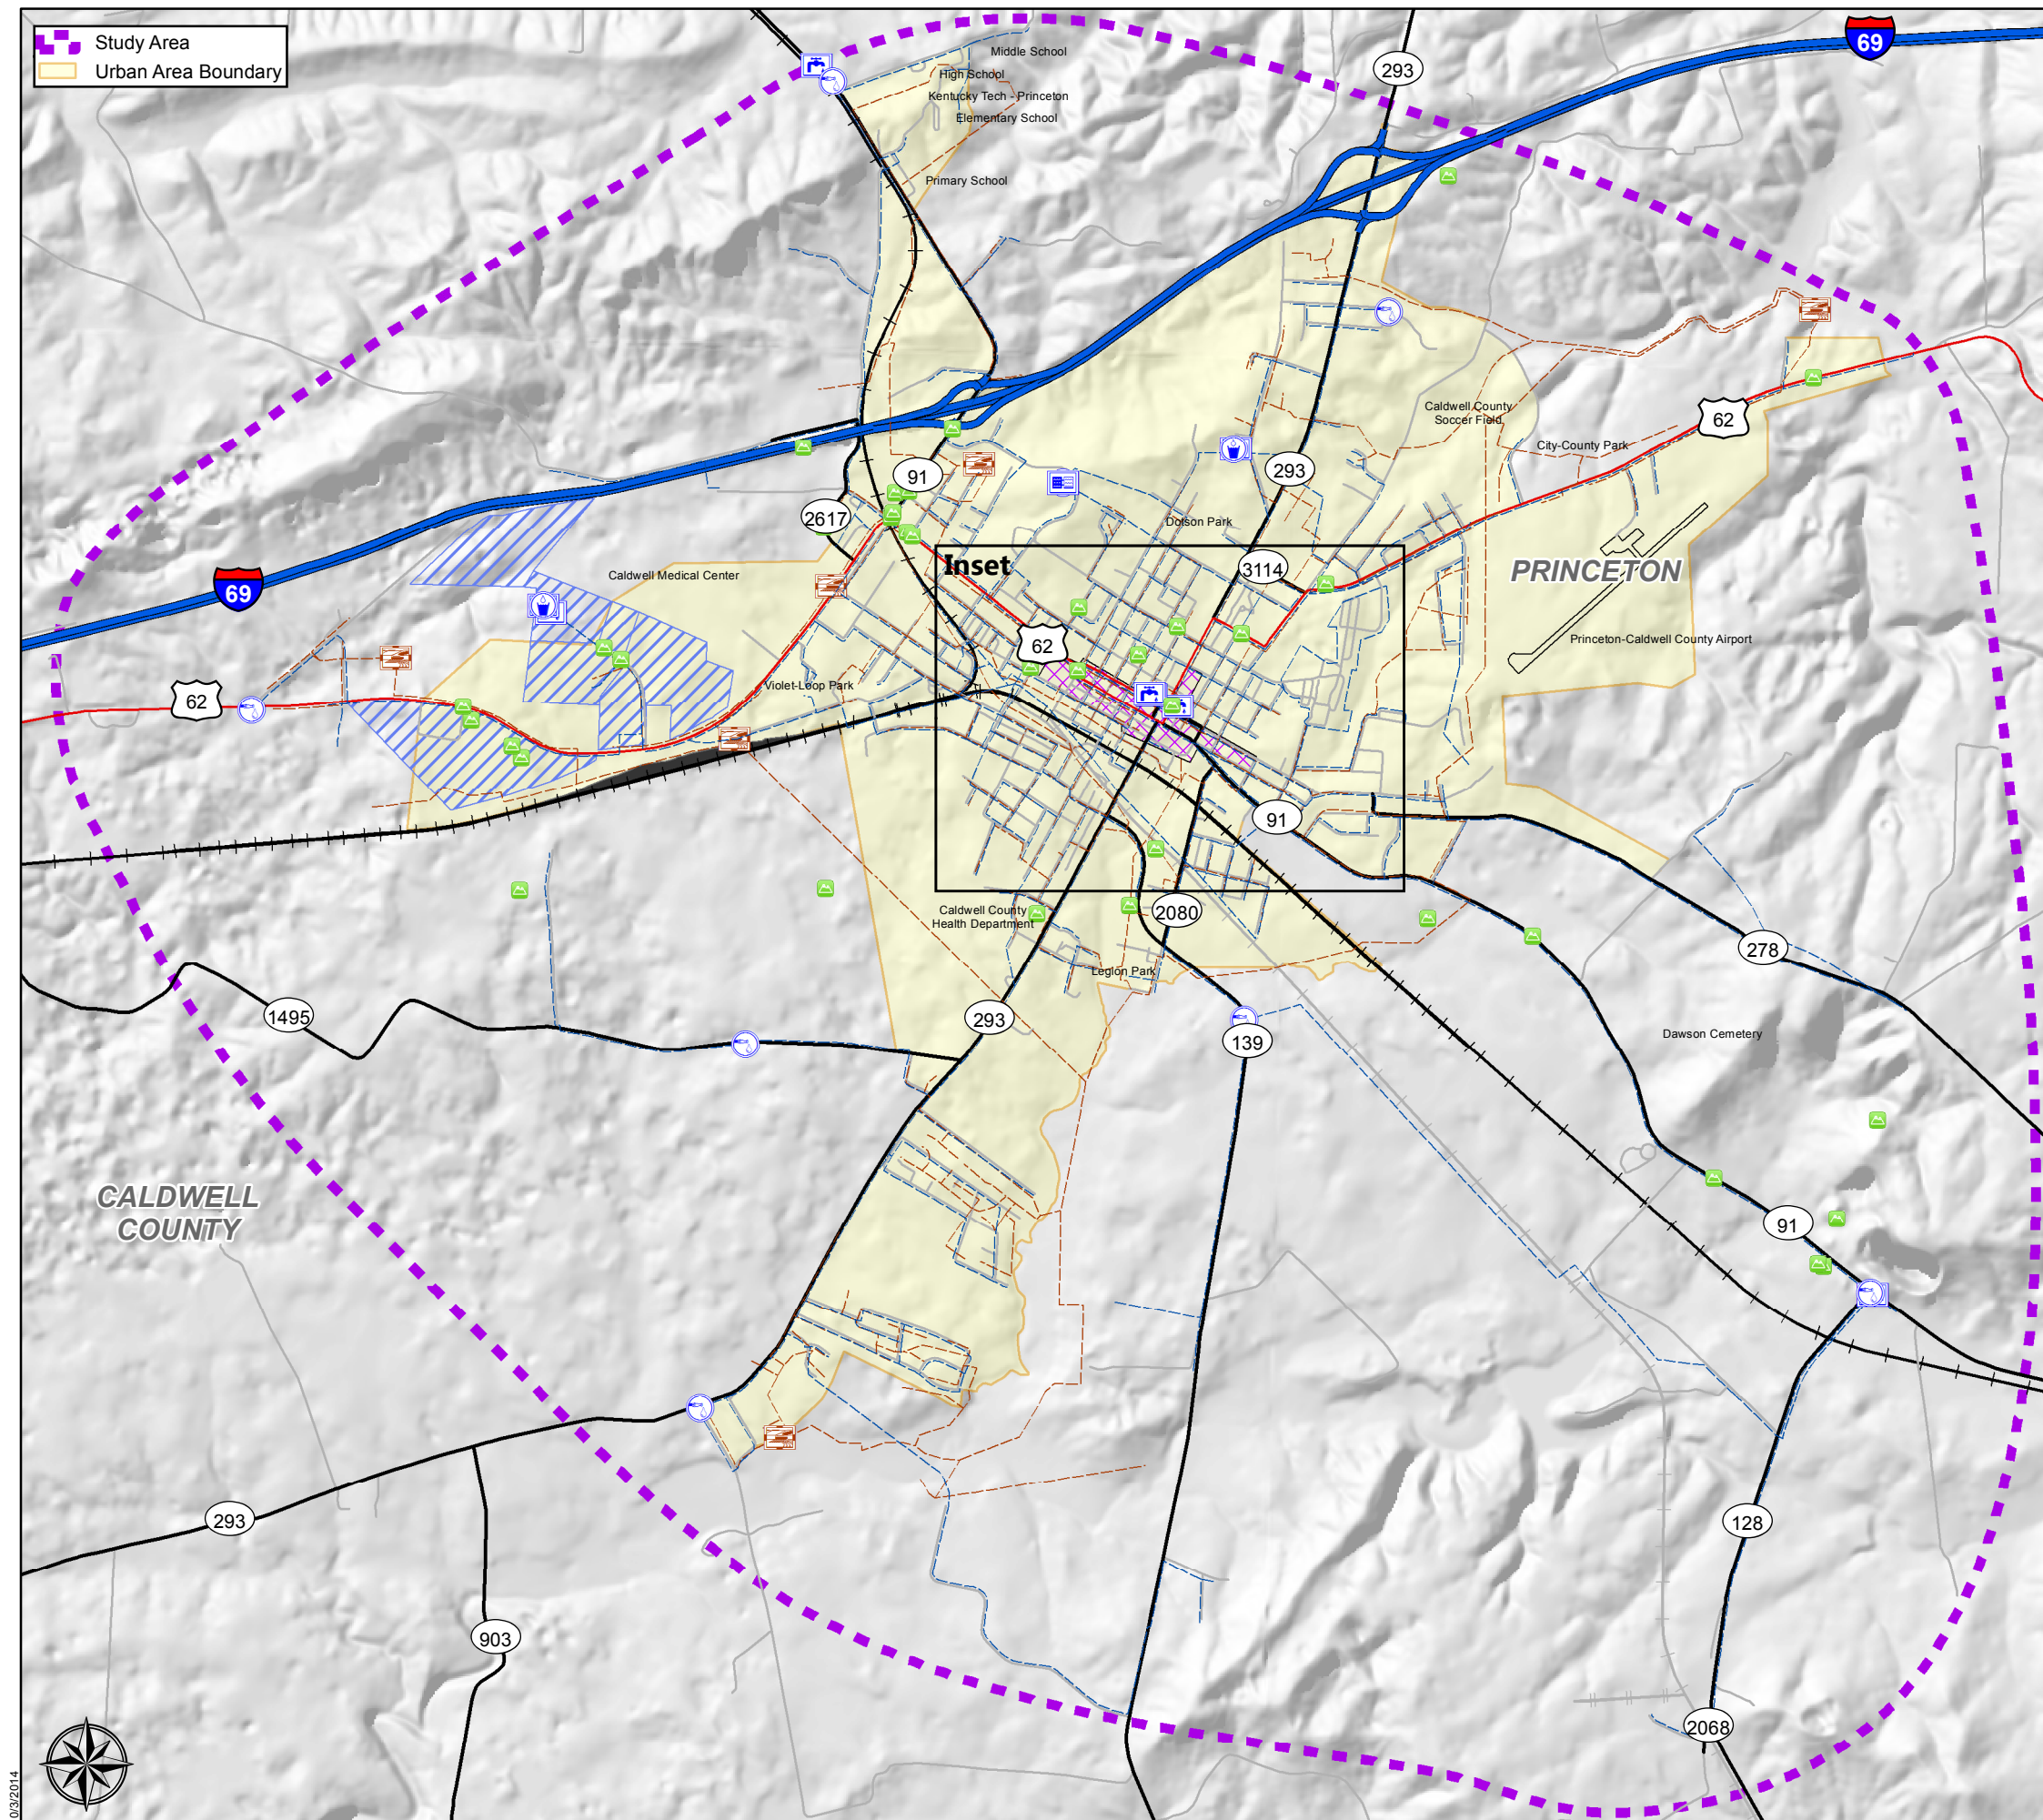 Study Area
Urban Area Boundary
Middle School
High School
Kentucky Tech - Princeton
Elementary School
Primary School
69
293
62
Caldwell County
Soccer Field
City-County Park
91
293
2617
Dotson Park
Inset
3114
PRINCETON
Caldwell Medical Center
69
62
Princeton-Caldwell County Airport
62
Violet-Loop Park
91
Caldwell County
Health Department
2080
278
Legion Park
1495
293
139
Dawson Cemetery
CALDWELL
COUNTY
91
293
128
903
2068
0/3/2014